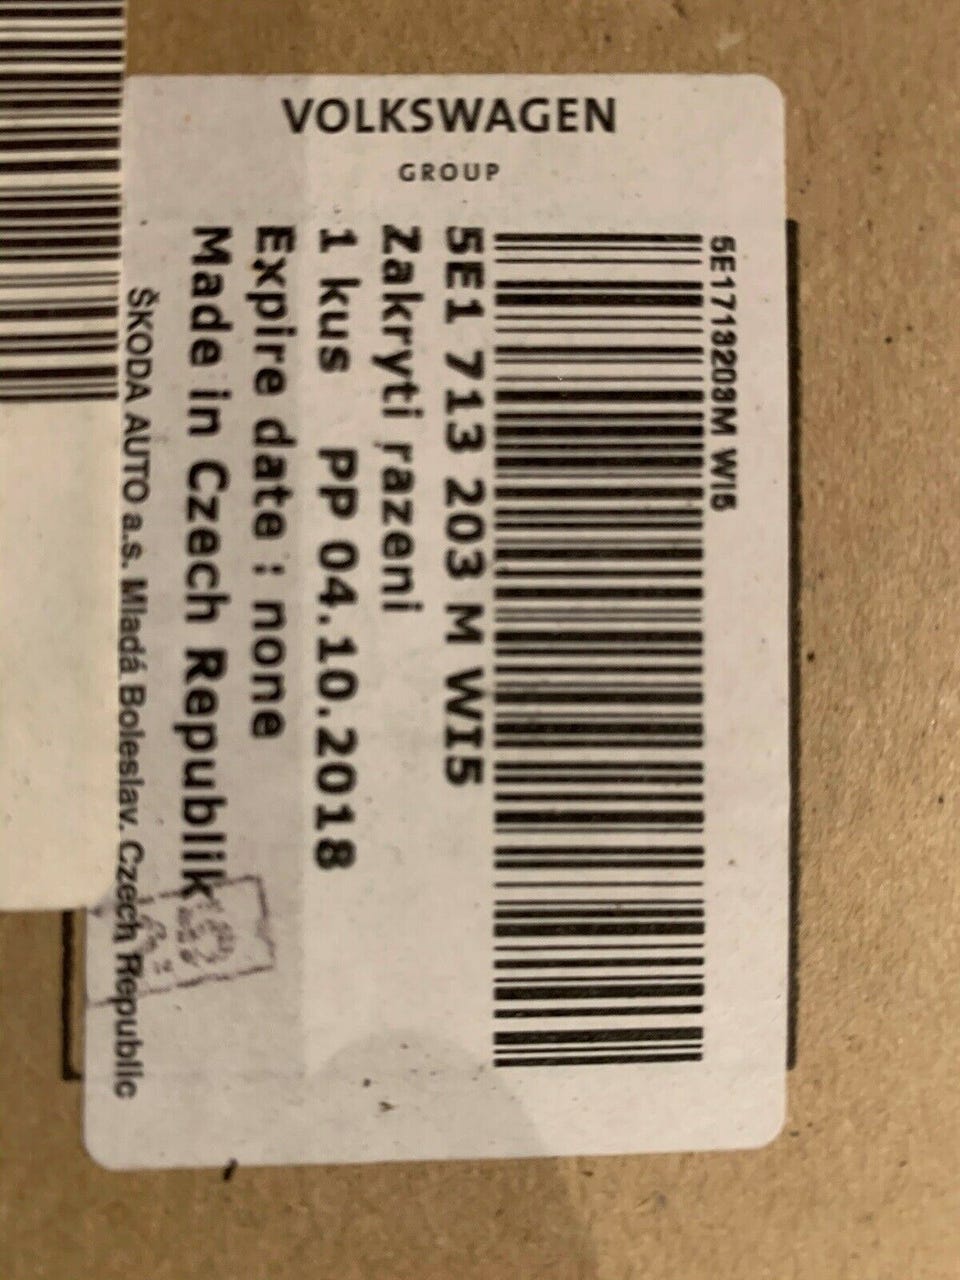 VOLKSWAGEN
GROUP
5E1713203M WI5
5E1 713 203 M WI5
Zakryti razeni
1 kus PP 04.10.2018
Expire date : none
Made in Czech Republik
ŠKODA AUTO a.s. Mladá Boleslav, Czech Republic